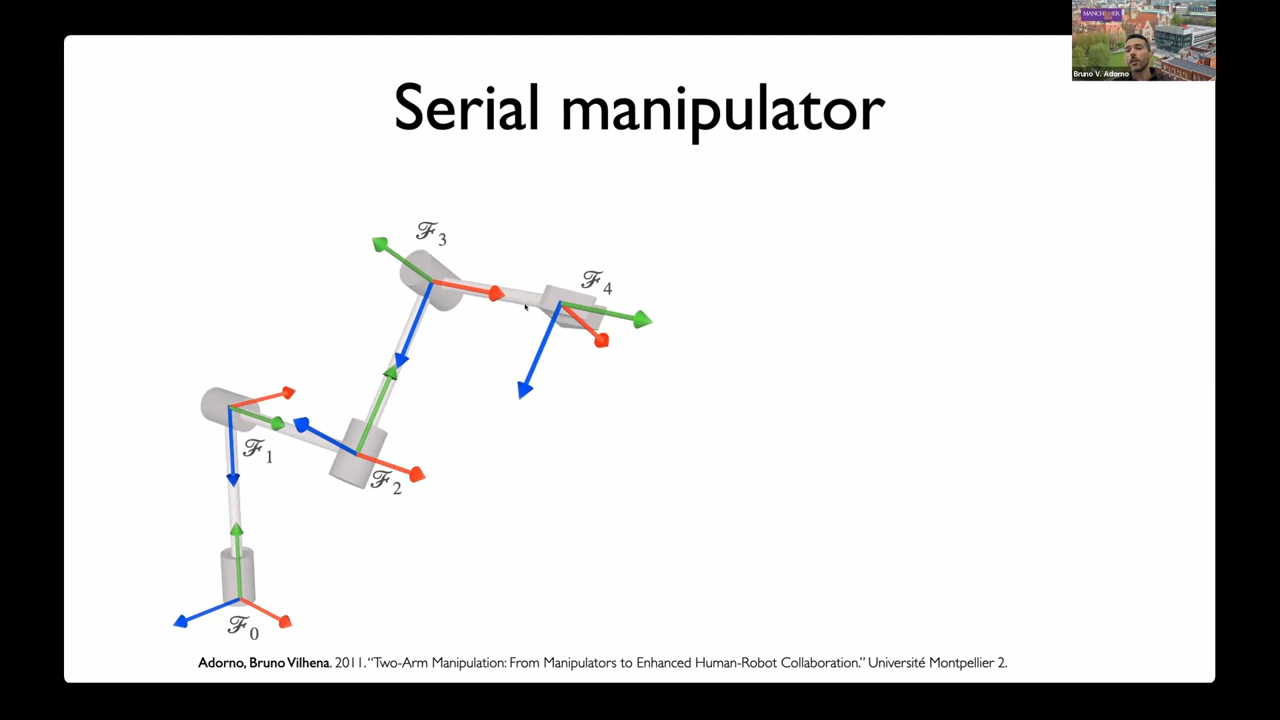 MANCHESTER
Bruno V. Adorno
Serial manipulator
ℱ3
ℱ4
ℱ1
ℱ2
ℱ0
Adorno, Bruno Vilhena. 2011. “Two-Arm Manipulation: From Manipulators to Enhanced Human-Robot Collaboration.” Université Montpellier 2.